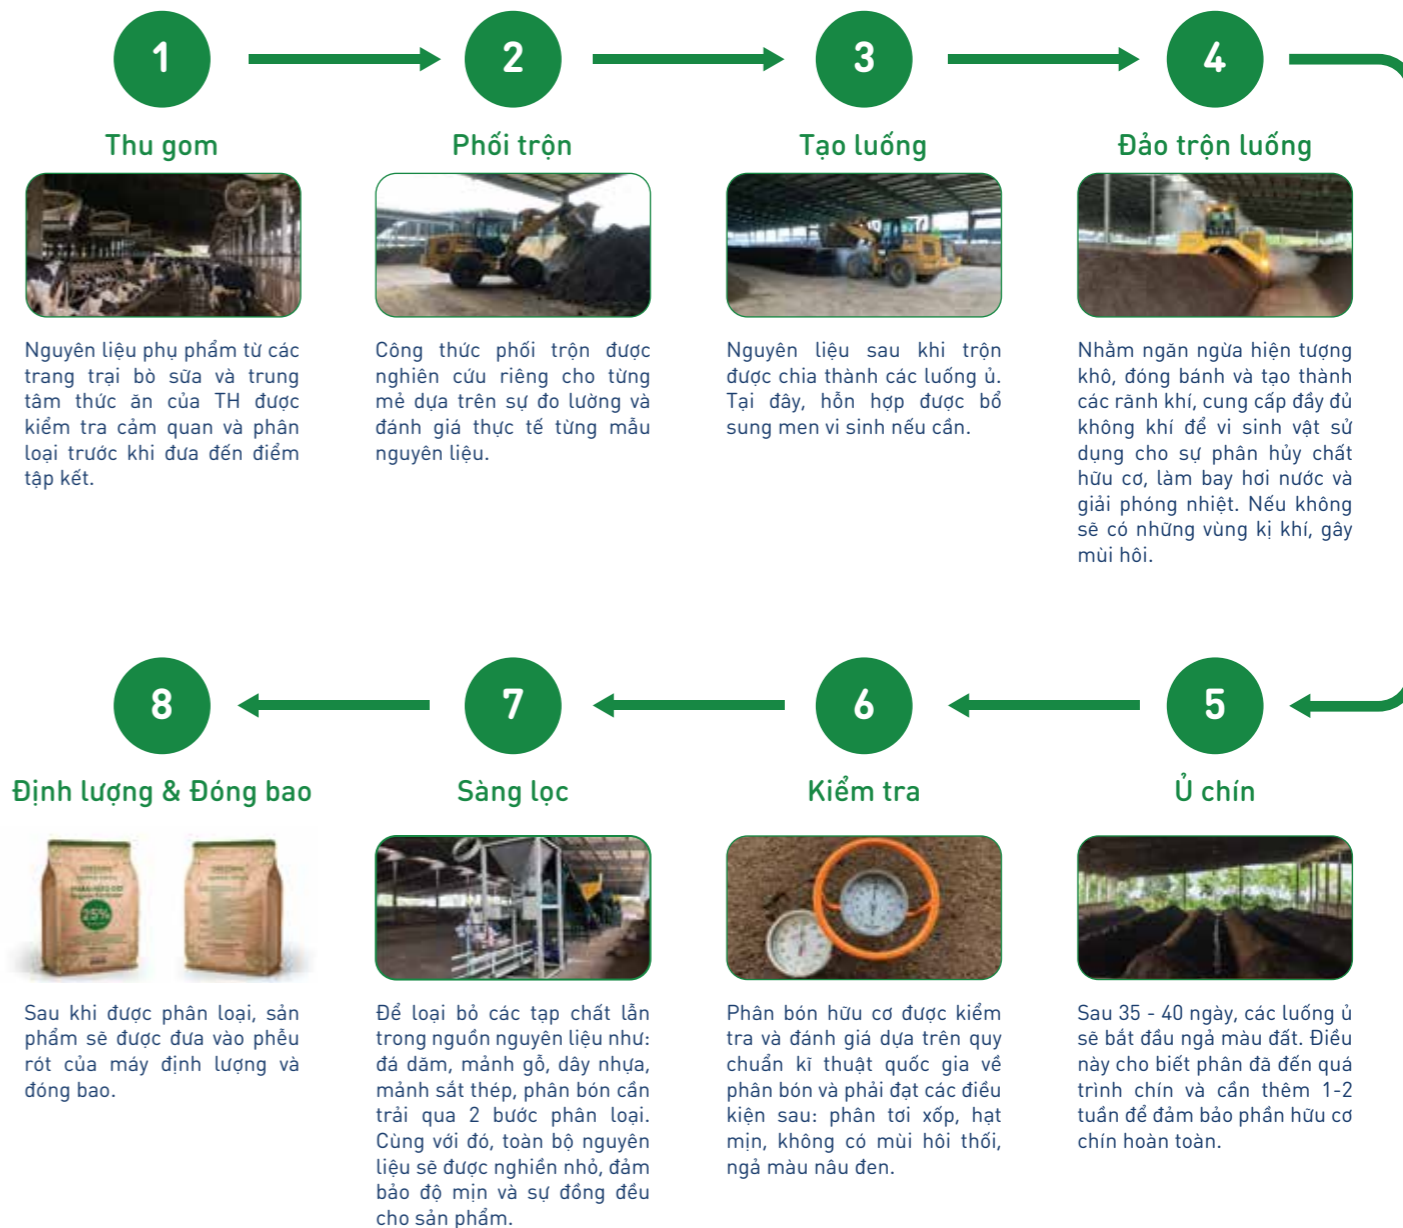 1
2
3
4
Thu gom
Phối trộn
Tạo luống
Đảo trộn luống
Nguyên liệu phụ phẩm từ các
trang trại bò sữa và trung
tâm thức ăn của TH được
kiểm tra cảm quan và phân
loại trước khi đưa đến điểm
tập kết.
Công thức phối trộn được
nghiên cứu riêng cho từng
mẻ dựa trên sự đo lường và
đánh giá thực tế từng mẫu
nguyên liệu.
Nguyên liệu sau khi trộn
được chia thành các luống ủ.
Tại đây, hỗn hợp được bổ
sung men vi sinh nếu cần.
Nhằm ngăn ngừa hiện tượng
khô, đóng bánh và tạo thành
các rãnh khí, cung cấp đầy đủ
không khí để vi sinh vật sử
dụng cho sự phân hủy chất
hữu cơ, làm bay hơi nước và
giải phóng nhiệt. Nếu không
sẽ có những vùng kị khí, gây
mùi hôi.
8
7
6
5
Định lượng & Đóng bao
Sàng lọc
Kiểm tra
Ủ chín
PHÂN HỮU CƠ
25%
Sau khi được phân loại, sản
phẩm sẽ được đưa vào phễu
rót của máy định lượng và
đóng bao.
Để loại bỏ các tạp chất lẫn
trong nguồn nguyên liệu như:
đá dăm, mảnh gỗ, dây nhựa,
mảnh sắt thép, phân bón cần
trải qua 2 bước phân loại.
Cùng với đó, toàn bộ nguyên
liệu sẽ được nghiền nhỏ, đảm
bảo độ mịn và sự đồng đều
cho sản phẩm.
Phân bón hữu cơ được kiểm
tra và đánh giá dựa trên quy
chuẩn kĩ thuật quốc gia về
phân bón và phải đạt các điều
kiện sau: phân tơi xốp, hạt
mịn, không có mùi hôi thối,
ngả màu nâu đen.
Sau 35 - 40 ngày, các luống ủ
sẽ bắt đầu ngả màu đất. Điều
này cho biết phân đã đến quá
trình chín và cần thêm 1-2
tuần để đảm bảo phần hữu cơ
chín hoàn toàn.